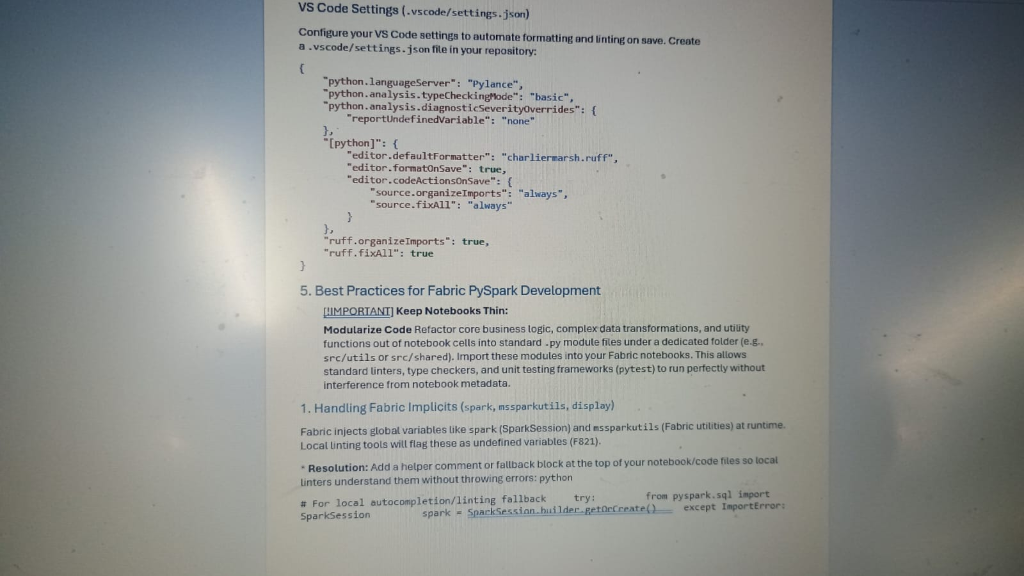 VS Code Settings (.vscode/settings.json)
Configure your VS Code settings to automate formatting and linting on save. Create
a .vscode/settings.json file in your repository:
{
    "python.languageServer": "Pylance",
    "python.analysis.typeCheckingMode": "basic",
    "python.analysis.diagnosticSeverityOverrides": {
        "reportUndefinedVariable": "none"
    },
    "[python]": {
        "editor.defaultFormatter": "charliermarsh.ruff",
        "editor.formatOnSave": true,
        "editor.codeActionsOnSave": {
            "source.organizeImports": "always",
            "source.fixAll": "always"
        }
    },
    "ruff.organizeImports": true,
    "ruff.fixAll": true
}
5. Best Practices for Fabric PySpark Development
[!IMPORTANT] Keep Notebooks Thin:
Modularize Code Refactor core business logic, complex data transformations, and utility
functions out of notebook cells into standard .py module files under a dedicated folder (e.g.,
src/utils or src/shared). Import these modules into your Fabric notebooks. This allows
standard linters, type checkers, and unit testing frameworks (pytest) to run perfectly without
interference from notebook metadata.
1. Handling Fabric Implicits (spark, mssparkutils, display)
Fabric injects global variables like spark (SparkSession) and mssparkutils (Fabric utilities) at runtime.
Local linting tools will flag these as undefined variables (F821).
* Resolution: Add a helper comment or fallback block at the top of your notebook/code files so local
linters understand them without throwing errors: python
# For local autocompletion/linting fallback    try:        from pyspark.sql import
SparkSession        spark = SparkSession.builder.getOrCreate()    except ImportError: